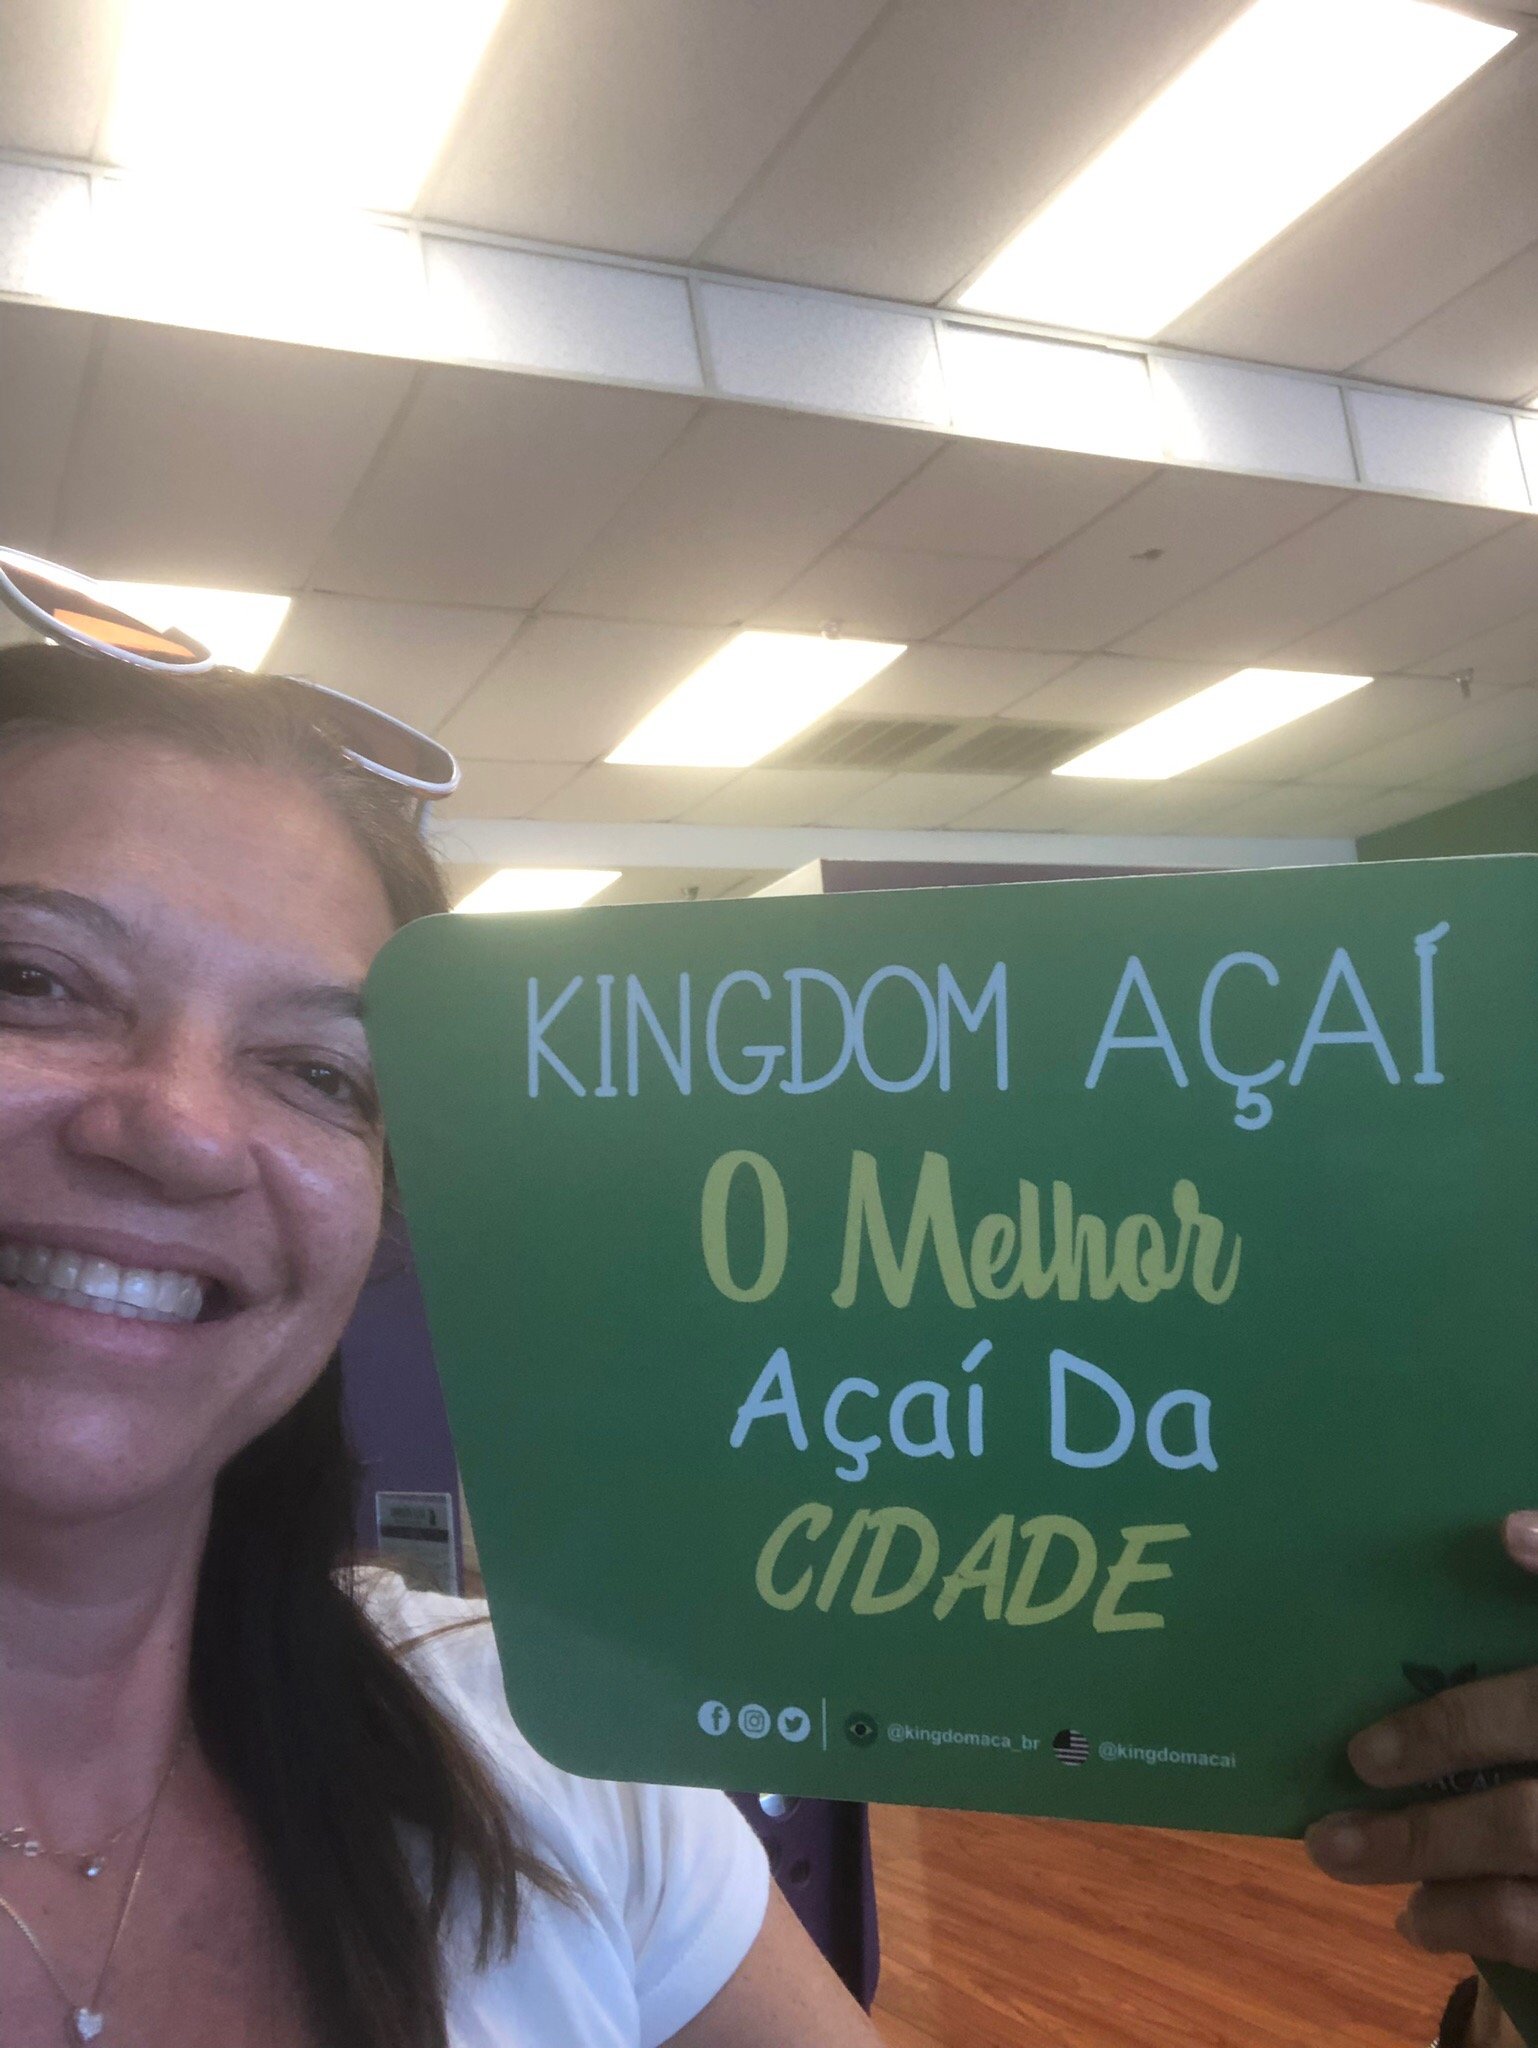 KINGDOM AÇAÍ
O Melhor
Açaí Da
CIDADE
@kingdomaca_br @kingdomacai